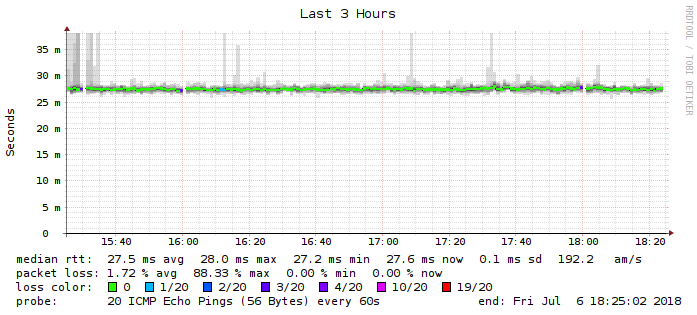 Last 3 Hours
RRDTOOL / TOBI OETIKER
Seconds
35 m
30 m
25 m
20 m
15 m
10 m
5 m
0
15:40 16:00 16:20 16:40 17:00 17:20 17:40 18:00 18:20
median rtt: 27.5 ms avg 28.0 ms max 27.2 ms min 27.6 ms now 0.1 ms sd 192.2 am/s
packet loss: 1.72 % avg 88.33 % max 0.00 % min 0.00 % now
loss color: 0 1/20 2/20 3/20 4/20 10/20 19/20
probe: 20 ICMP Echo Pings (56 Bytes) every 60s end: Fri Jul 6 18:25:02 2018